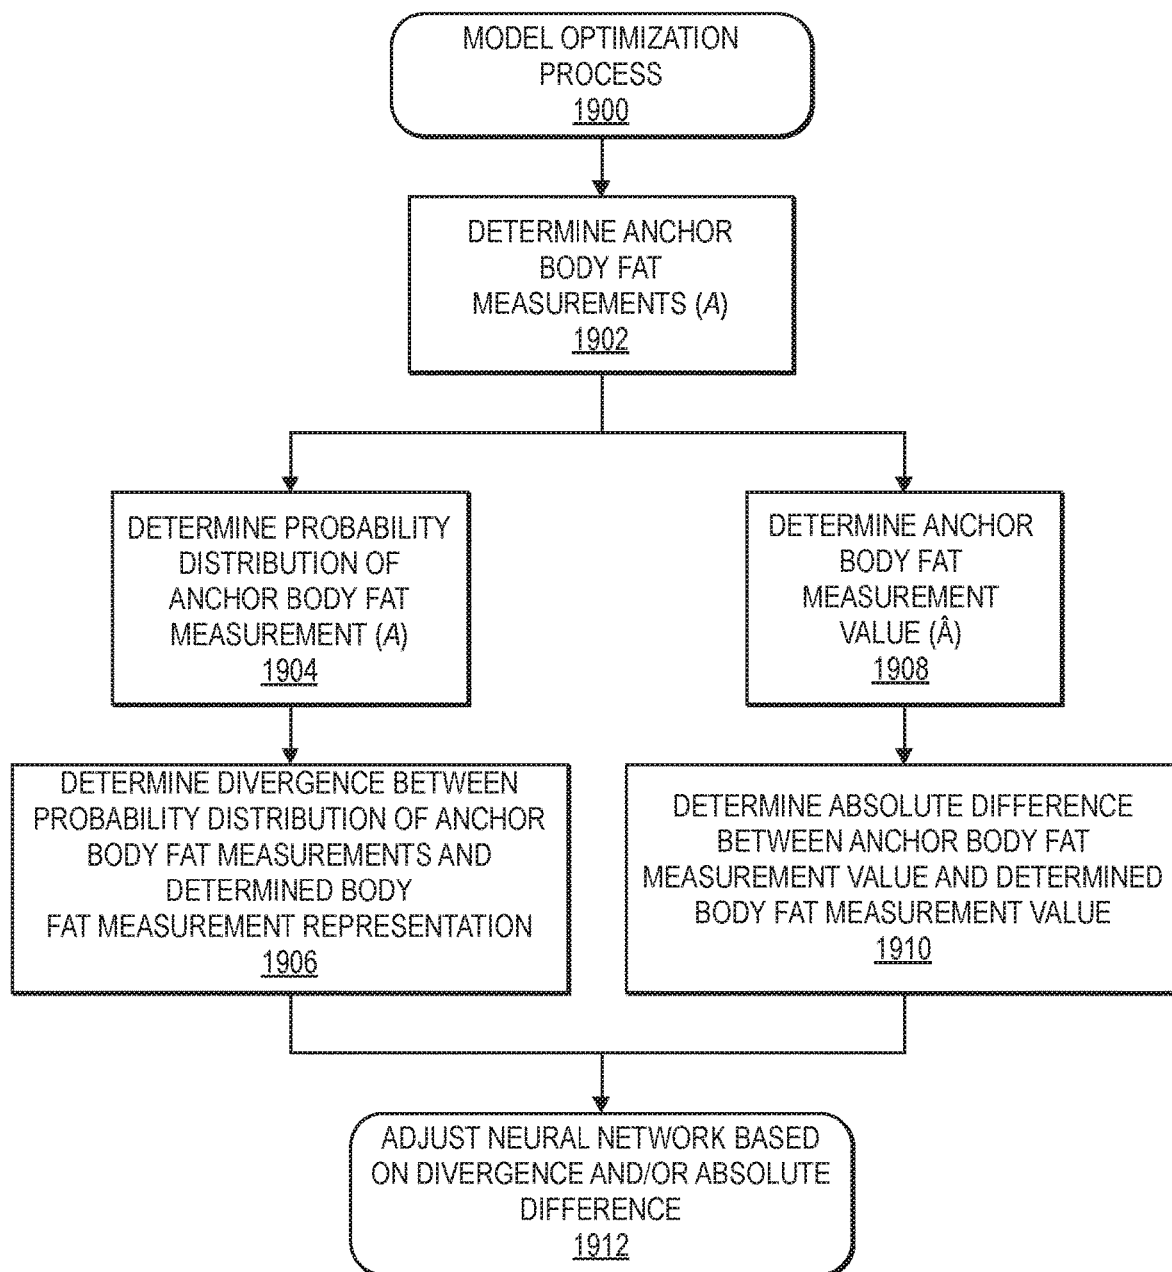 MODEL OPTIMIZATION
PROCESS
1900
DETERMINE ANCHOR
BODY FAT
MEASUREMENTS (A)
1902
DETERMINE PROBABILITY
DISTRIBUTION OF
ANCHOR BODY FAT
MEASUREMENT (A)
1904
DETERMINE ANCHOR
BODY FAT
MEASUREMENT
VALUE (Â)
1908
DETERMINE DIVERGENCE BETWEEN
PROBABILITY DISTRIBUTION OF ANCHOR
BODY FAT MEASUREMENTS AND
DETERMINED BODY
FAT MEASUREMENT REPRESENTATION
1906
DETERMINE ABSOLUTE DIFFERENCE
BETWEEN ANCHOR BODY FAT
MEASUREMENT VALUE AND DETERMINED
BODY FAT MEASUREMENT VALUE
1910
ADJUST NEURAL NETWORK BASED
ON DIVERGENCE AND/OR ABSOLUTE
DIFFERENCE
1912